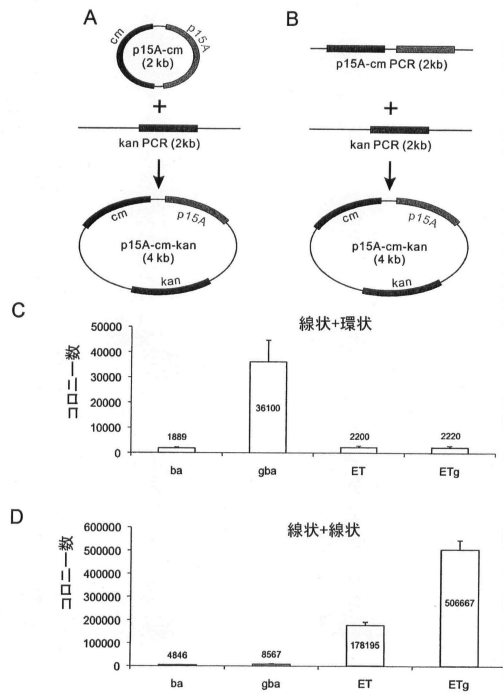 A
B
cm
p15A
p15A-cm
(2 kb)
p15A-cm PCR (2kb)
+
+
kan PCR (2kb)
kan PCR (2kb)
cm
p15A
cm
p15A
p15A-cm-kan
(4 kb)
p15A-cm-kan
(4 kb)
kan
kan
C
線状+環状
コロニー数
50000
40000
30000
20000
10000
0
1889
36100
2200
2220
ba
gba
ET
ETg
D
線状+線状
コロニー数
600000
500000
400000
300000
200000
100000
0
4846
8567
178195
506667
ba
gba
ET
ETg